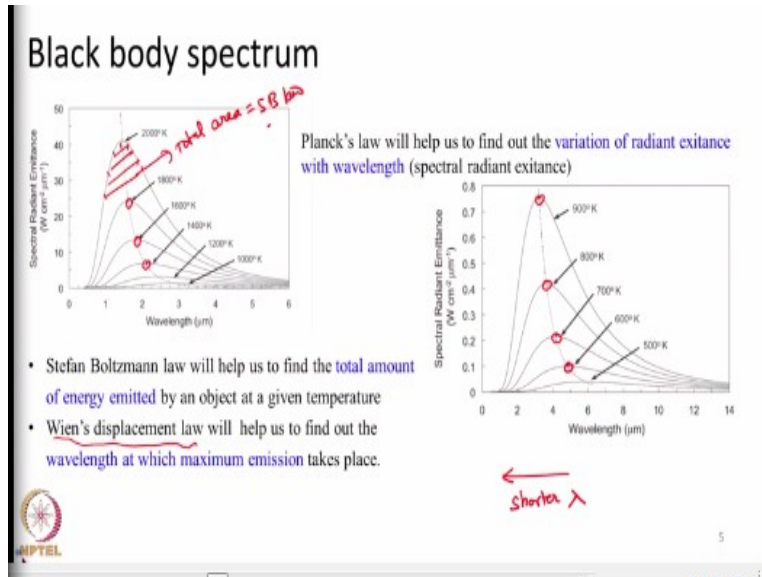 Black body spectrum
50
40
30
20
10
0
Spectral Radiant Emittance
(W cm⁻² µm⁻¹)
2000° K
1800° K
1600° K
1400° K
1200° K
1000° K
0 1 2 3 4 5 6
Wavelength (µm)
Total area = SB law
Planck's law will help us to find out the variation of radiant exitance
with wavelength (spectral radiant exitance)
0.8
0.7
0.6
0.5
0.4
0.3
0.2
0.1
0
Spectral Radiant Emittance
(W cm⁻² µm⁻¹)
900° K
800° K
700° K
600° K
500° K
0 2 4 6 8 10 12 14
Wavelength (µm)
• Stefan Boltzmann law will help us to find the total amount
of energy emitted by an object at a given temperature
• Wien's displacement law will help us to find out the
wavelength at which maximum emission takes place.
shorter λ
NPTEL
5